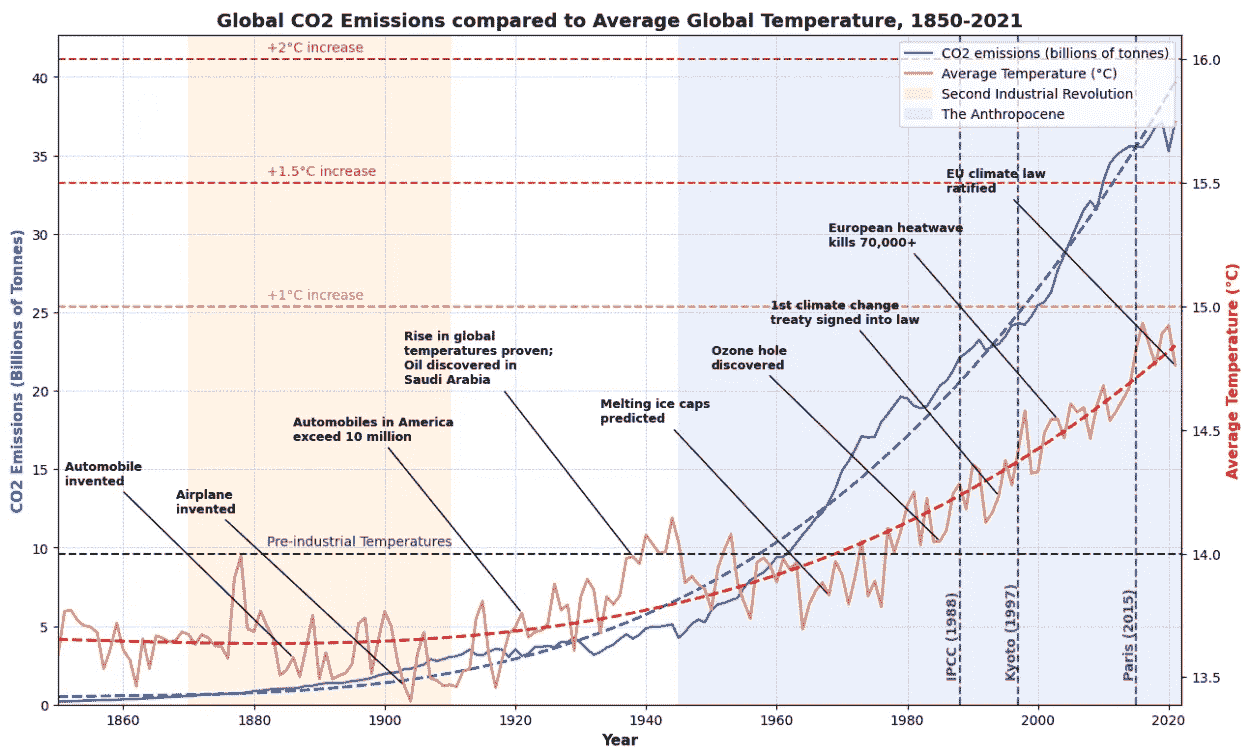 Global CO2 Emissions compared to Average Global Temperature, 1850-2021
CO2 emissions (billions of tonnes)
Average Temperature (°C)
Second Industrial Revolution
The Anthropocene
+2°C increase
+1.5°C increase
+1°C increase
Pre-industrial Temperatures
EU climate law
ratified
European heatwave
kills 70,000+
1st climate change
treaty signed into law
Ozone hole
discovered
Melting ice caps
predicted
Rise in global
temperatures proven;
Oil discovered in
Saudi Arabia
Automobiles in America
exceed 10 million
Automobile
invented
Airplane
invented
IPCC (1988)
Kyoto (1997)
Paris (2015)
CO2 Emissions (Billions of Tonnes)
40
35
30
25
20
15
10
5
0
Average Temperature (°C)
16.0
15.5
15.0
14.5
14.0
13.5
1860
1880
1900
1920
1940
1960
1980
2000
2020
Year